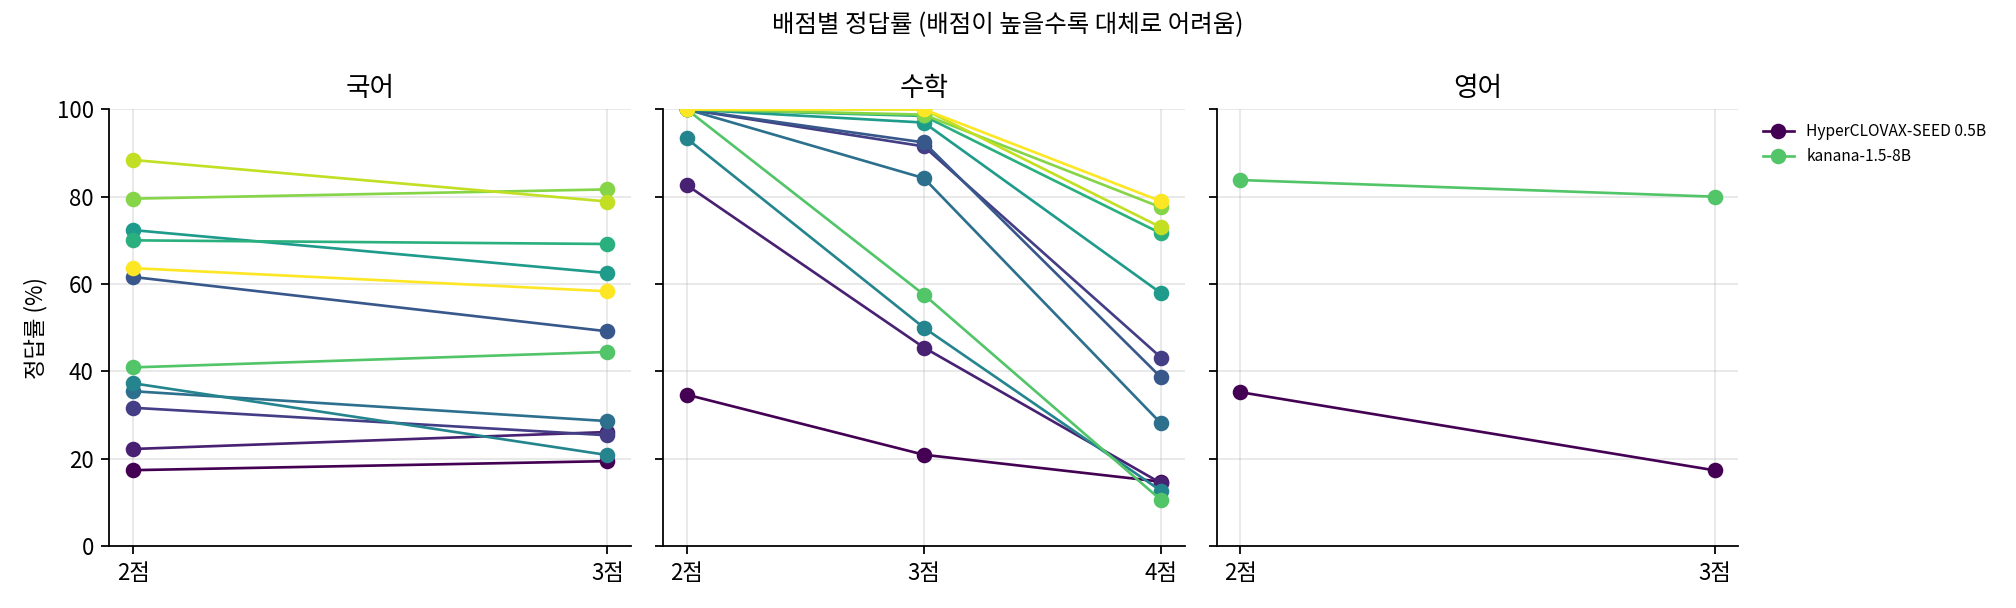 배점별 정답률 (배점이 높을수록 대체로 어려움)
국어
수학
영어
정답률 (%)
100
80
60
40
20
0
2점
3점
2점
3점
4점
2점
3점
HyperCLOVAX-SEED 0.5B
kanana-1.5-8B